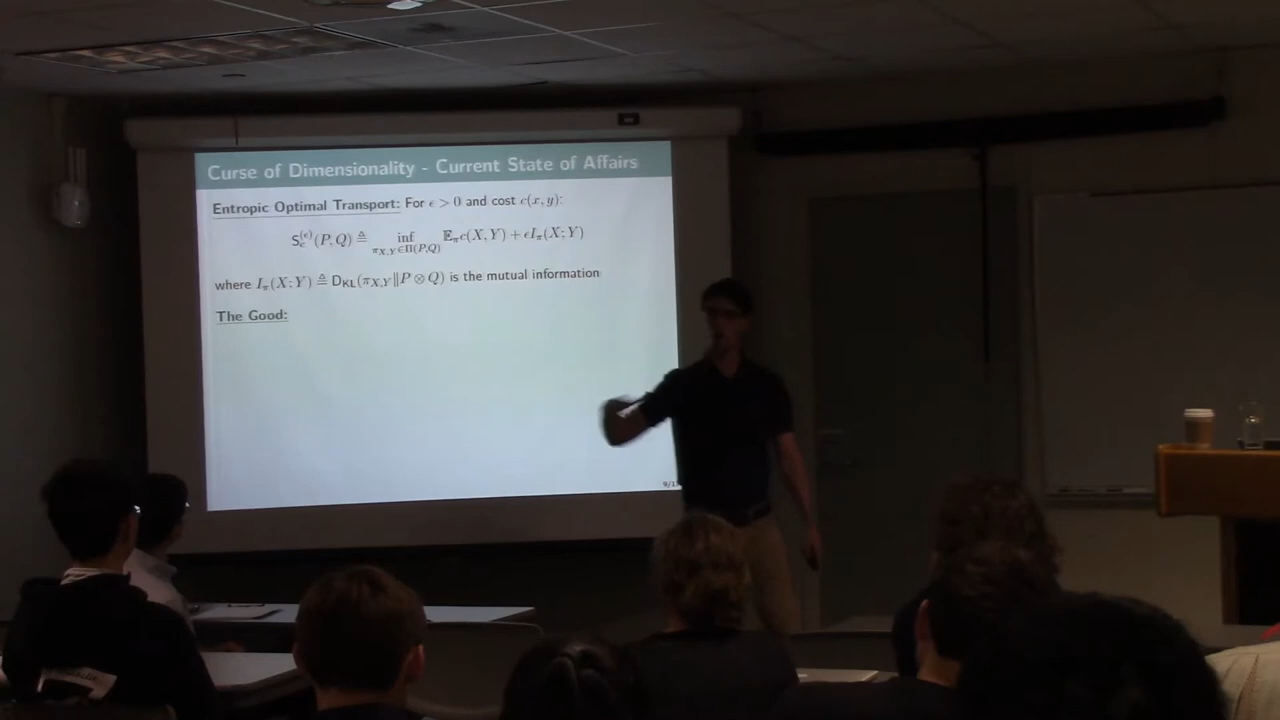 Curse of Dimensionality - Current State of Affairs
Entropic Optimal Transport: For ϵ > 0 and cost c(x, y):
S_c^{(ϵ)}(P, Q) ≜ inf_{π_{X,Y}∈Π(P,Q)} 𝔼_π c(X, Y) + ϵI_π(X; Y)
where I_π(X; Y) ≜ D_KL(π_{X,Y}‖P ⊗ Q) is the mutual information
The Good: